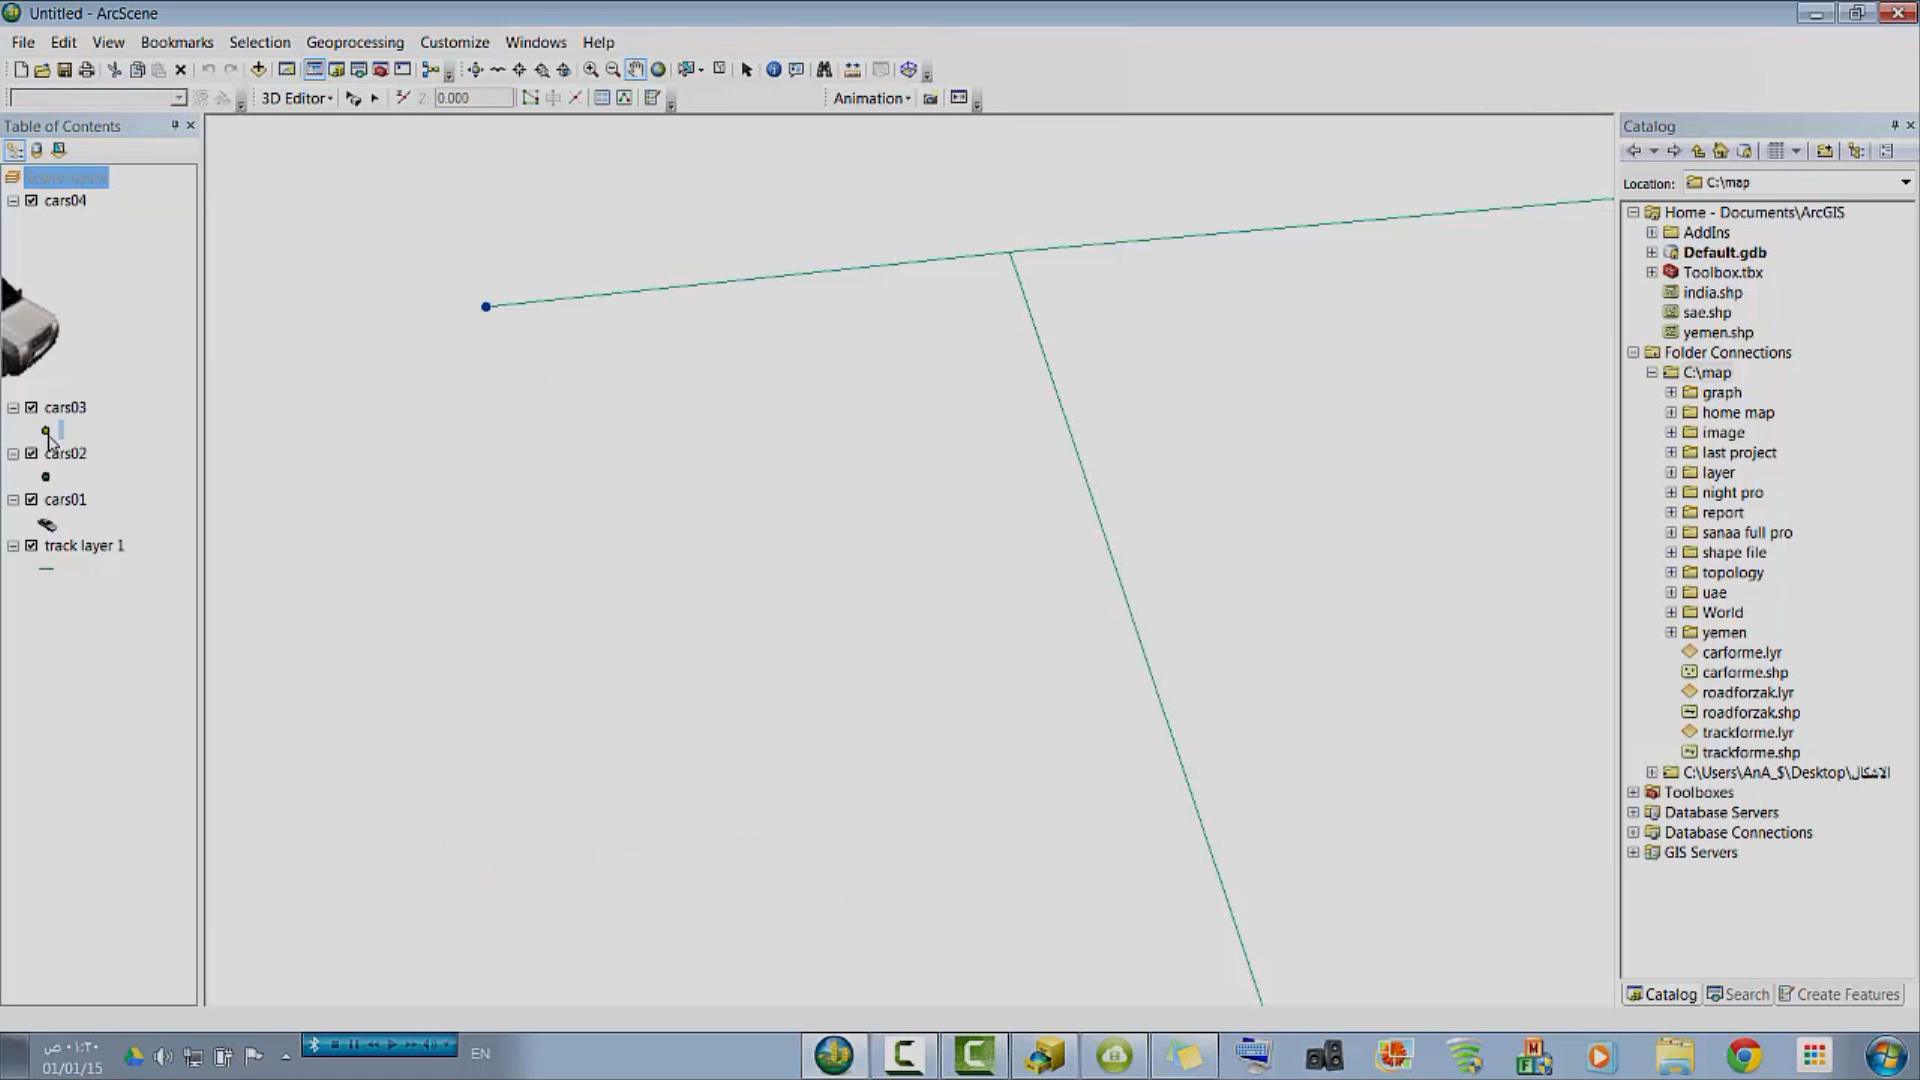 Untitled - ArcScene
File Edit View Bookmarks Selection Geoprocessing Customize Windows Help
3D Editor Z: 0.000 Animation
Table of Contents
cars04
cars03
cars02
cars01
track layer 1
Catalog
Location: C:\map
Home - Documents\ArcGIS
AddIns
Default.gdb
Toolbox.tbx
india.shp
sae.shp
yemen.shp
Folder Connections
C:\map
graph
home map
image
last project
layer
night pro
report
sanaa full pro
shape file
topology
uae
World
yemen
carforme.lyr
carforme.shp
roadforzak.lyr
roadforzak.shp
trackforme.lyr
trackforme.shp
C:\Users\AnA_$\Desktop\الاشكال
Toolboxes
Database Servers
Database Connections
GIS Servers
Catalog Search Create Features
EN
٠١:٢٠ ص
01/01/15